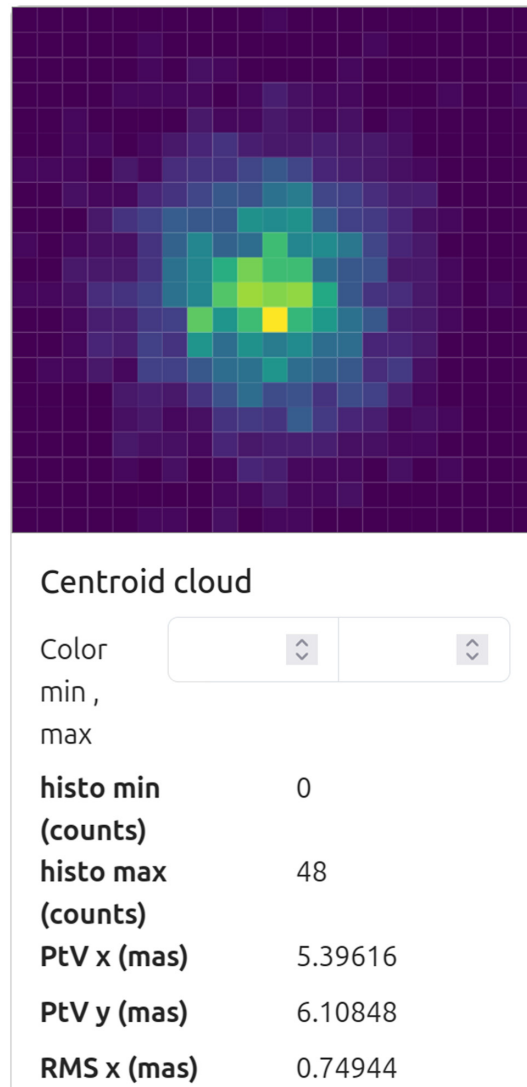 Centroid cloud
Color
min ,
max
histo min 0
(counts)
histo max 48
(counts)
PtV x (mas) 5.39616
PtV y (mas) 6.10848
RMS x (mas) 0.74944